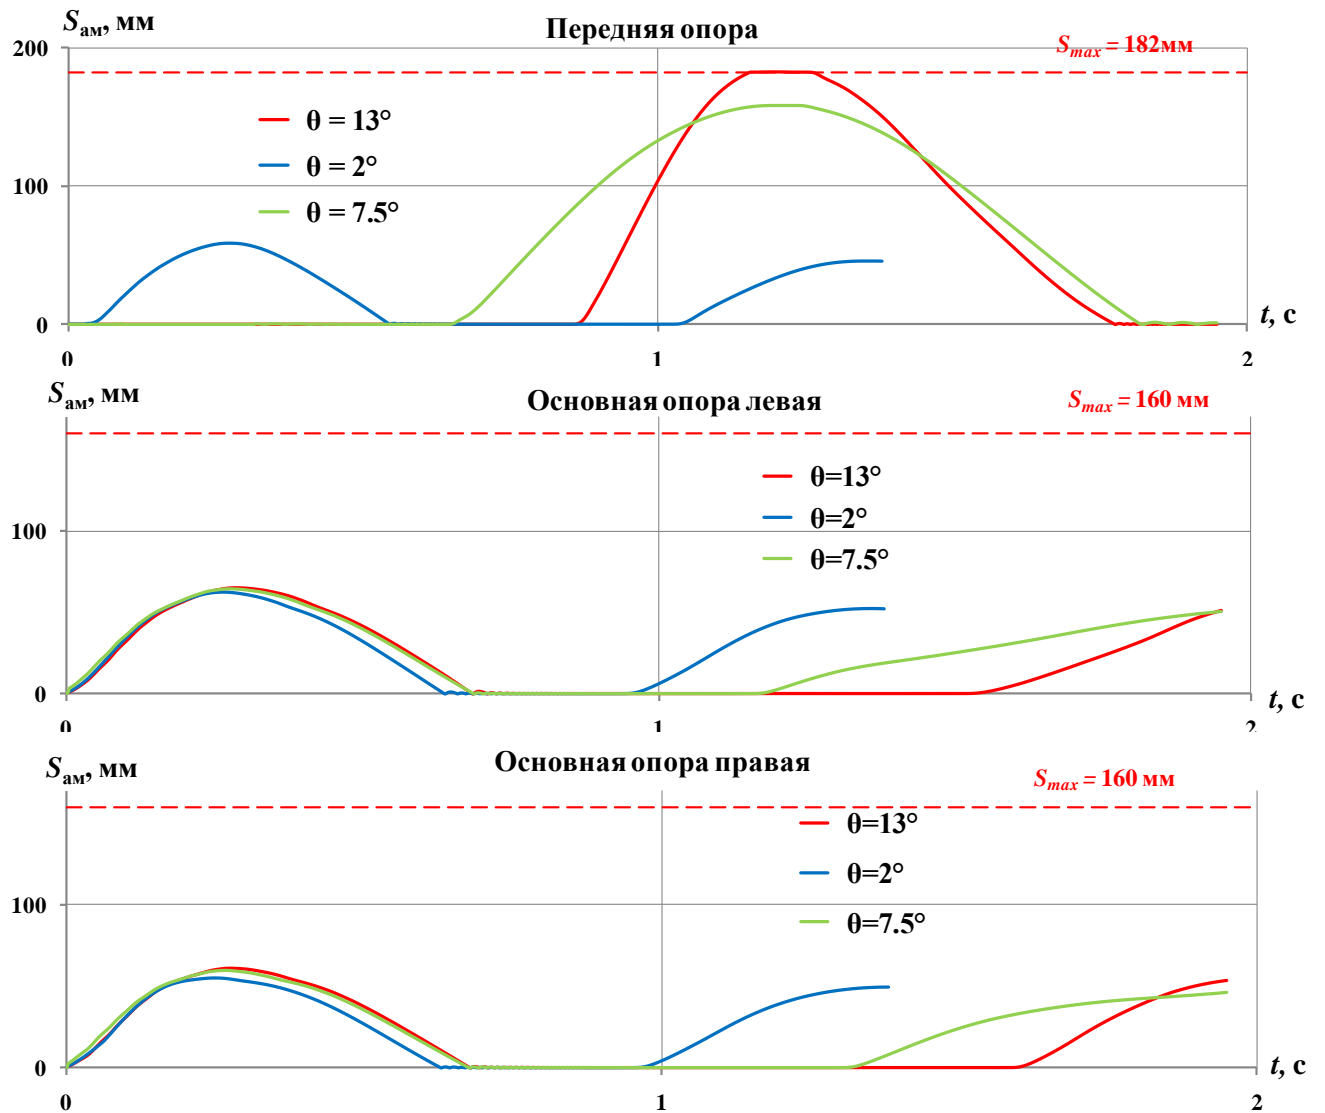 Sам, мм
Передняя опора
Smax = 182мм
200
θ = 13°
θ = 2°
θ = 7.5°
100
0
t, с
0
1
2
Sам, мм
Основная опора левая
Smax = 160 мм
θ=13°
θ=2°
θ=7.5°
100
0
t, с
0
1
2
Sам, мм
Основная опора правая
Smax = 160 мм
θ=13°
θ=2°
θ=7.5°
100
0
t, с
0
1
2